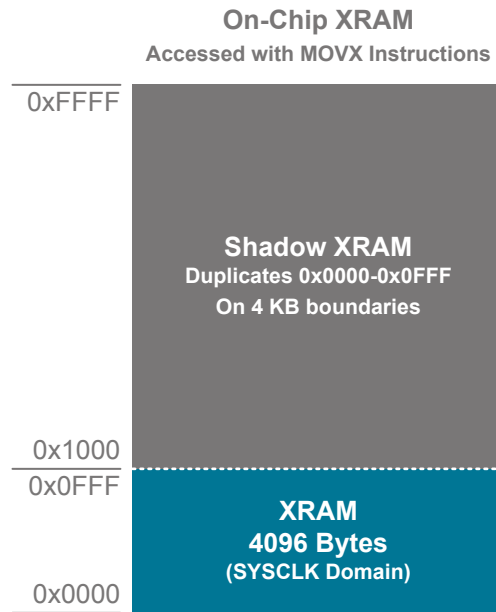 On-Chip XRAM
Accessed with MOVX Instructions
0xFFFF
Shadow XRAM
Duplicates 0x0000-0x0FFF
On 4 KB boundaries
0x1000
0x0FFF
XRAM
4096 Bytes
(SYSCLK Domain)
0x0000